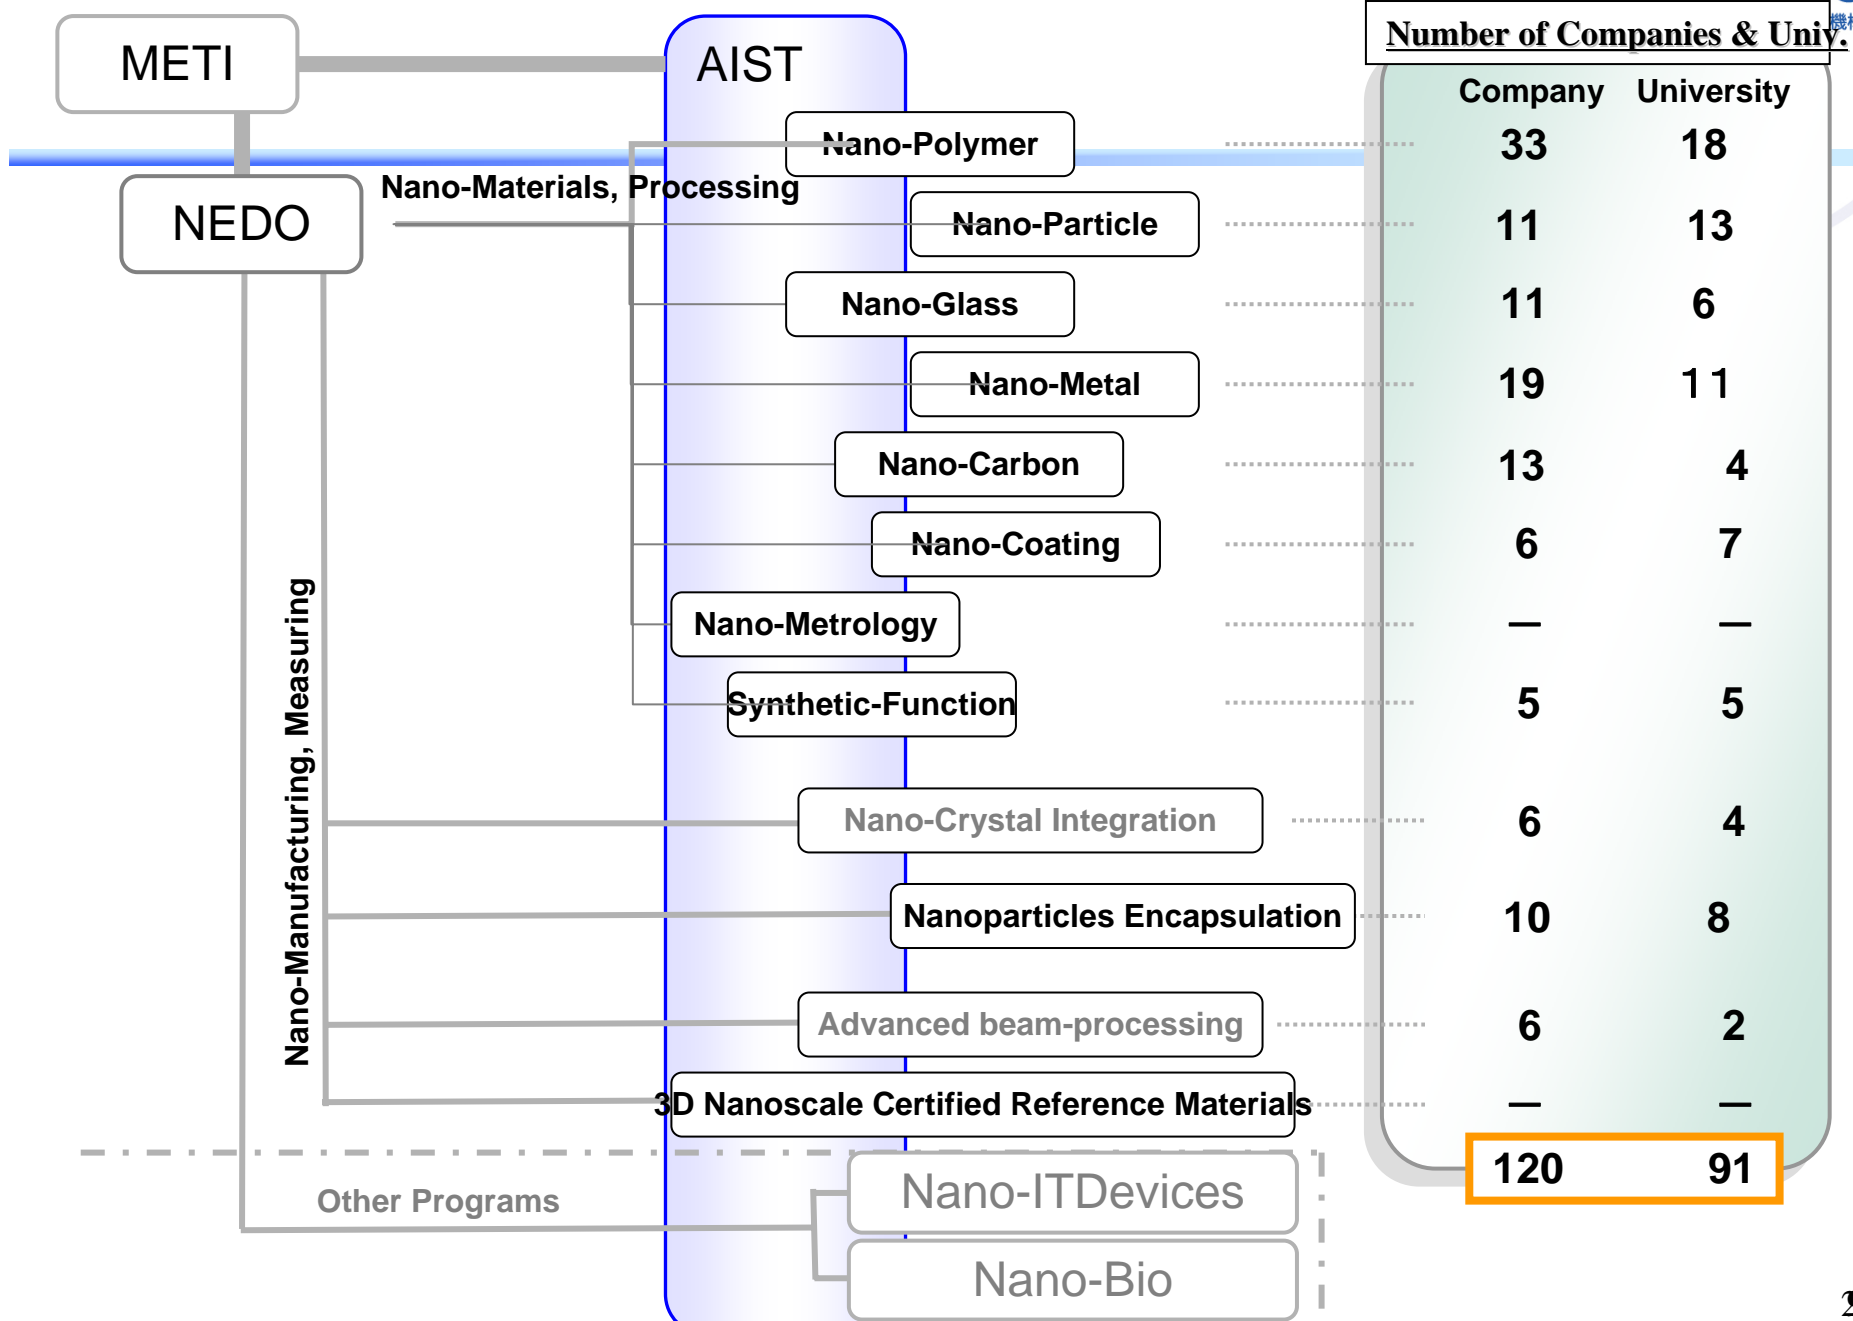 機
Number of Companies & Univ.
METI
AIST
Company University
Nano-Polymer 33 18
Nano-Materials, Processing
NEDO
Nano-Particle 11 13
Nano-Glass 11 6
Nano-Metal 19 11
Nano-Carbon 13 4
Nano-Coating 6 7
Nano-Metrology — —
Synthetic-Function 5 5
Nano-Manufacturing, Measuring
Nano-Crystal Integration 6 4
Nanoparticles Encapsulation 10 8
Advanced beam-processing 6 2
3D Nanoscale Certified Reference Materials — —
120 91
Other Programs
Nano-ITDevices
Nano-Bio